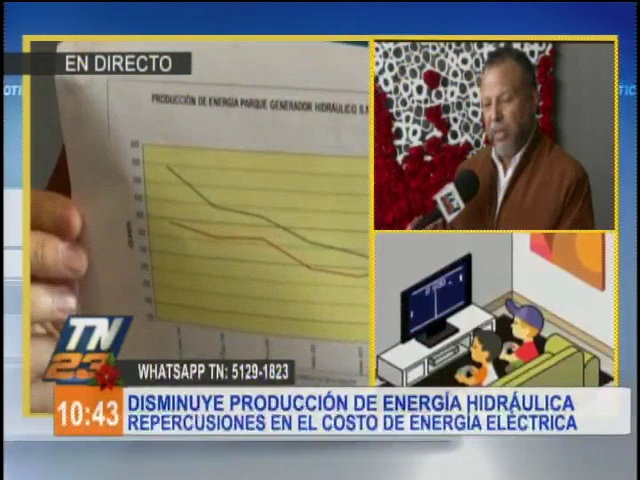 EN DIRECTO
PRODUCCIÓN DE ENERGÍA PARQUE GENERADOR HIDRÁULICO S.
TN
23
WHATSAPP TN: 5129-1823
10:43
DISMINUYE PRODUCCIÓN DE ENERGÍA HIDRÁULICA
REPERCUSIONES EN EL COSTO DE ENERGÍA ELÉCTRICA